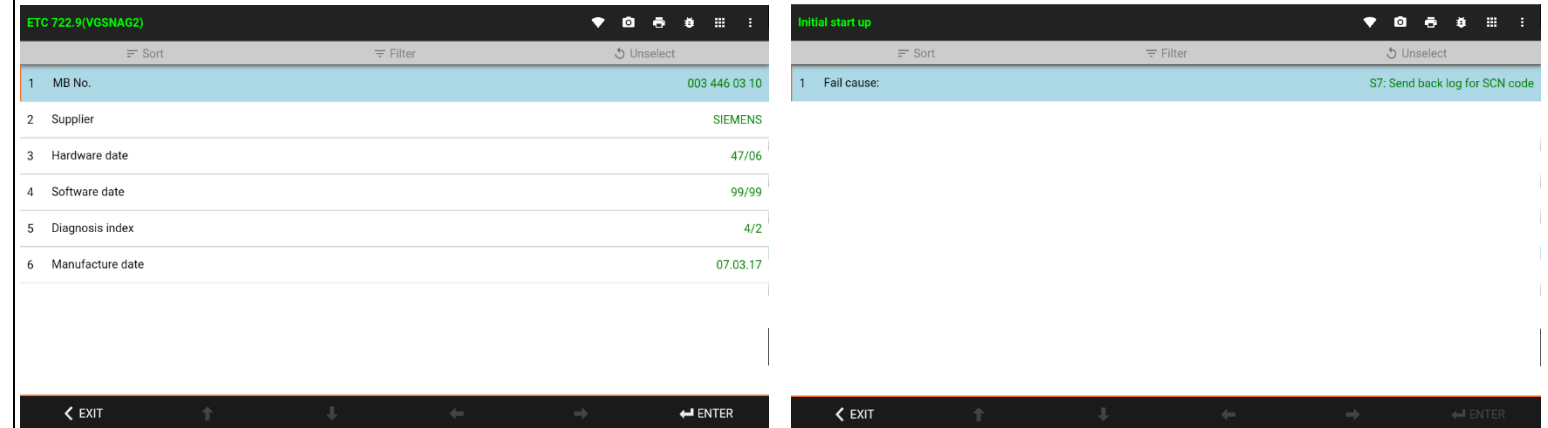 ETC 722.9(VGSNAG2)
Sort Filter Unselect
1 MB No. 003 446 03 10
2 Supplier SIEMENS
3 Hardware date 47/06
4 Software date 99/99
5 Diagnosis index 4/2
6 Manufacture date 07.03.17
EXIT ENTER
Initial start up
Sort Filter Unselect
1 Fail cause: S7: Send back log for SCN code
EXIT ENTER